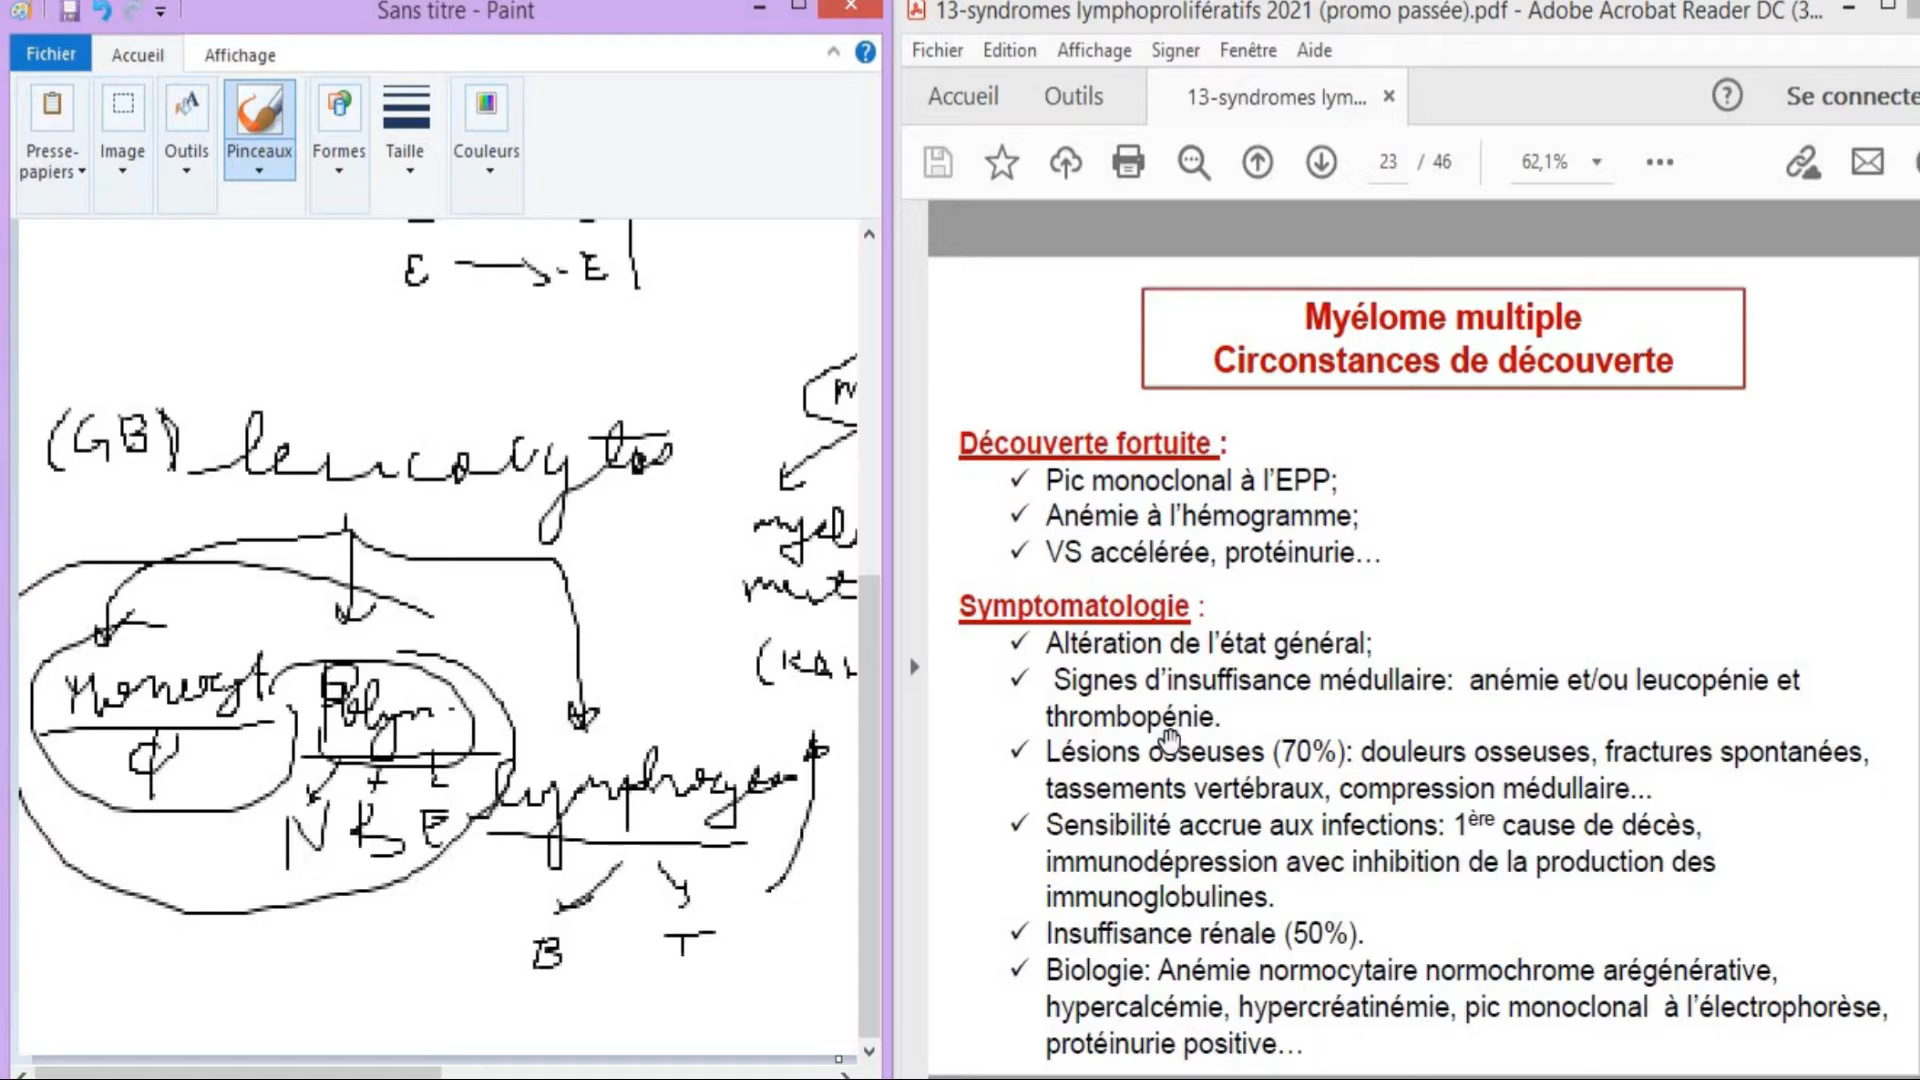 Sans titre - Paint
Fichier
Accueil
Affichage
Presse-papiers
Image
Outils
Pinceaux
Formes
Taille
Couleurs
E → E
(GB) leucocytes
Monocyt
Polyn
N B E
lymphocytes
B T
13-syndromes lymphoprolifératifs 2021 (promo passée).pdf - Adobe Acrobat Reader DC (3...
Fichier Edition Affichage Signer Fenêtre Aide
Accueil Outils 13-syndromes lym... ×
Se connecte
23 / 46 62,1%
Myélome multiple
Circonstances de découverte
Découverte fortuite :
✓ Pic monoclonal à l'EPP;
✓ Anémie à l'hémogramme;
✓ VS accélérée, protéinurie…
Symptomatologie :
✓ Altération de l'état général;
✓ Signes d'insuffisance médullaire: anémie et/ou leucopénie et
thrombopénie.
✓ Lésions osseuses (70%): douleurs osseuses, fractures spontanées,
tassements vertébraux, compression médullaire...
✓ Sensibilité accrue aux infections: 1ère cause de décès,
immunodépression avec inhibition de la production des
immunoglobulines.
✓ Insuffisance rénale (50%).
✓ Biologie: Anémie normocytaire normochrome arégénérative,
hypercalcémie, hypercréatinémie, pic monoclonal à l'électrophorèse,
protéinurie positive…